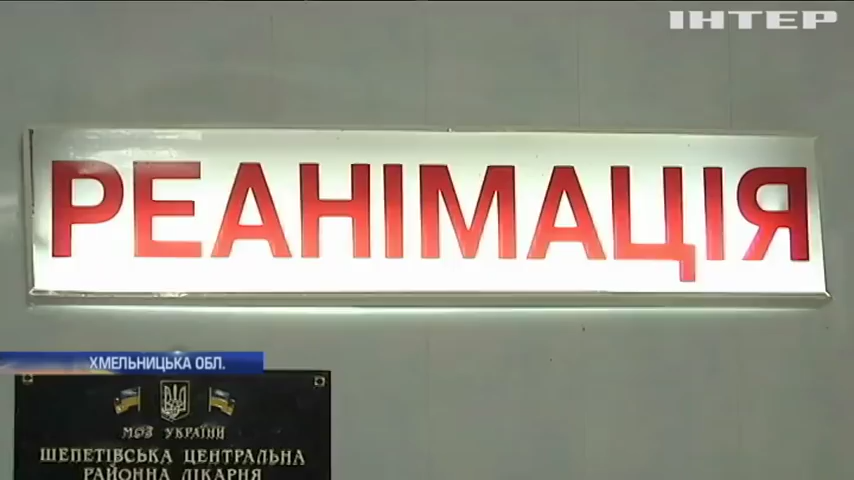 ІНТЕР
РЕАНІМАЦІЯ
ХМЕЛЬНИЦЬКА ОБЛ.
МОЗ УКРАЇНИ
ШЕПЕТІВСЬКА ЦЕНТРАЛЬНА
РАЙОННА ЛІКАРНЯ